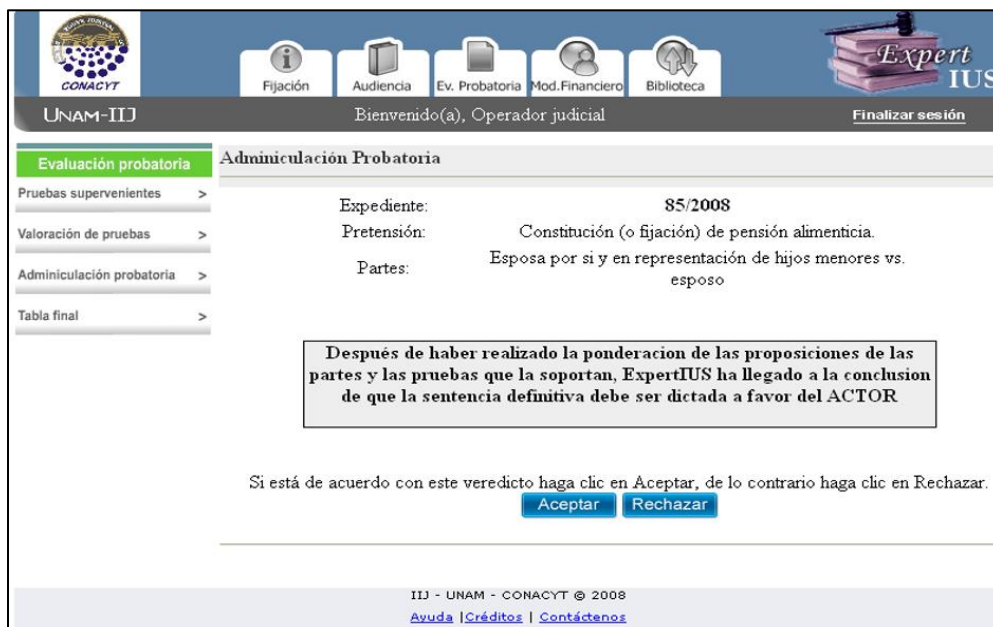 CONACYT
Fijación
Audiencia
Ev. Probatoria
Mod.Financiero
Biblioteca
Expert
IUS
UNAM-IIJ
Bienvenido(a), Operador judicial
Finalizar sesión
Evaluación probatoria
Pruebas supervenientes >
Valoración de pruebas >
Adminiculación probatoria >
Tabla final >
Adminiculación Probatoria
Expediente: 85/2008
Pretensión: Constitución (o fijación) de pensión alimenticia.
Partes: Esposa por si y en representación de hijos menores vs.
esposo
Después de haber realizado la ponderacion de las proposiciones de las
partes y las pruebas que la soportan, ExpertIUS ha llegado a la conclusion
de que la sentencia definitiva debe ser dictada a favor del ACTOR
Si está de acuerdo con este veredicto haga clic en Aceptar, de lo contrario haga clic en Rechazar.
Aceptar Rechazar
IIJ - UNAM - CONACYT © 2008
Ayuda |Créditos | Contáctenos